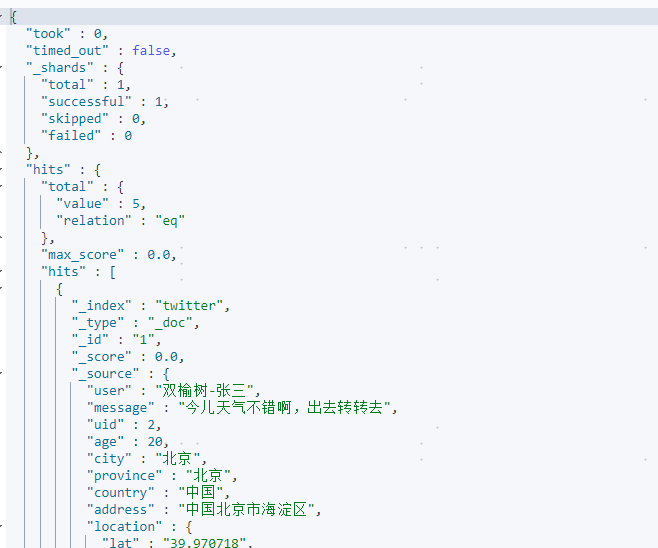 {
"took" : 0,
"timed_out" : false,
"_shards" : {
"total" : 1,
"successful" : 1,
"skipped" : 0,
"failed" : 0
},
"hits" : {
"total" : {
"value" : 5,
"relation" : "eq"
},
"max_score" : 0.0,
"hits" : [
{
"_index" : "twitter",
"_type" : "_doc",
"_id" : "1",
"_score" : 0.0,
"_source" : {
"user" : "双榆树-张三",
"message" : "今儿天气不错啊，出去转转去",
"uid" : 2,
"age" : 20,
"city" : "北京",
"province" : "北京",
"country" : "中国",
"address" : "中国北京市海淀区",
"location" : {
"lat" : "39.970718",